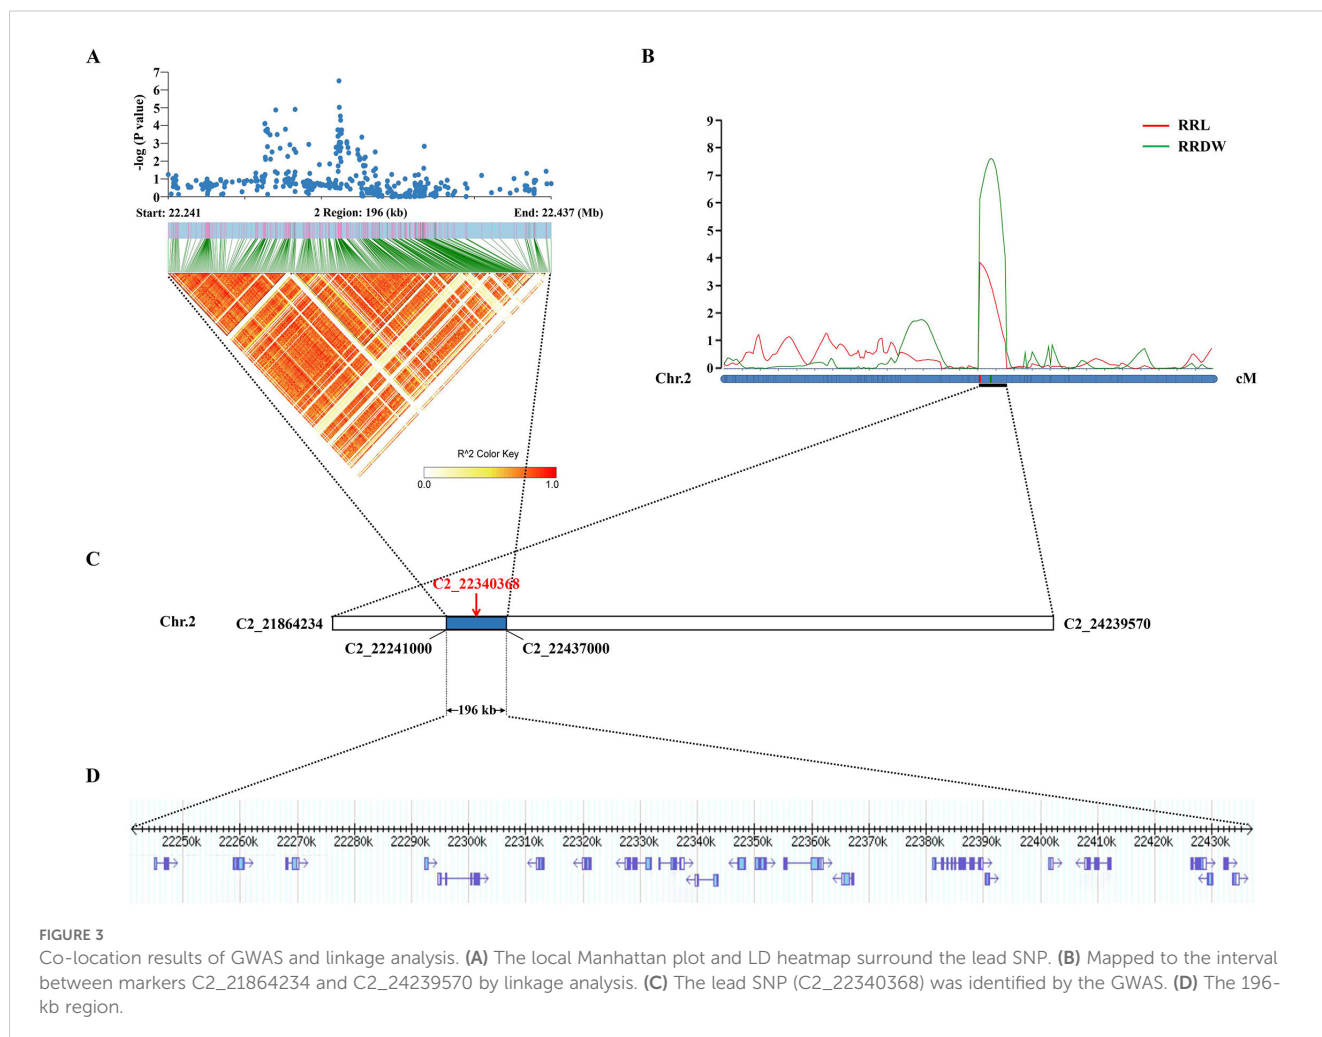 A
B
7
6
5
4
3
2
1
0
-log (P value)
Start: 22.241
2 Region: 196 (kb)
End: 22.437 (Mb)
R^2 Color Key
0.0
1.0
9
8
7
6
5
4
3
2
1
0
RRL
RRDW
Chr.2
cM
C
C2_22340368
Chr.2
C2_21864234
C2_24239570
C2_22241000
C2_22437000
196 kb
D
22250k 22260k 22270k 22280k 22290k 22300k 22310k 22320k 22330k 22340k 22350k 22360k 22370k 22380k 22390k 22400k 22410k 22420k 22430k
FIGURE 3
Co-location results of GWAS and linkage analysis. (A) The local Manhattan plot and LD heatmap surround the lead SNP. (B) Mapped to the interval
between markers C2_21864234 and C2_24239570 by linkage analysis. (C) The lead SNP (C2_22340368) was identified by the GWAS. (D) The 196-
kb region.